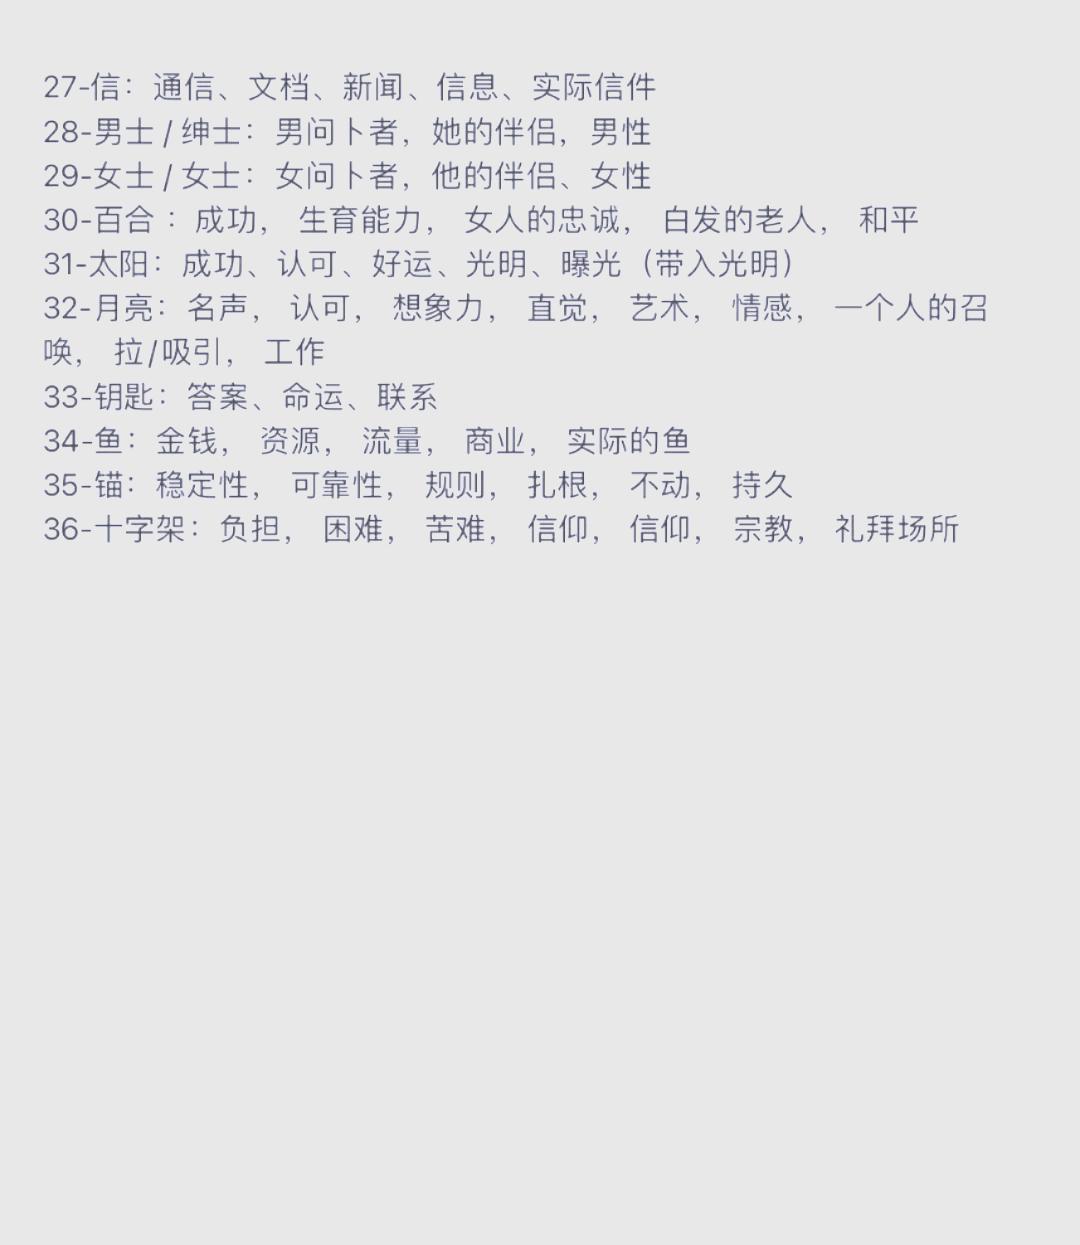 27-信：通信、文档、新闻、信息、实际信件
28-男士 / 绅士：男问卜者，她的伴侣，男性
29-女士 / 女士：女问卜者，他的伴侣、女性
30-百合 ：成功， 生育能力， 女人的忠诚， 白发的老人， 和平
31-太阳：成功、认可、好运、光明、曝光（带入光明）
32-月亮：名声， 认可， 想象力， 直觉， 艺术， 情感， 一个人的召
唤， 拉/吸引， 工作
33-钥匙：答案、命运、联系
34-鱼：金钱， 资源， 流量， 商业， 实际的鱼
35-锚：稳定性， 可靠性， 规则， 扎根， 不动， 持久
36-十字架：负担， 困难， 苦难， 信仰， 信仰， 宗教， 礼拜场所